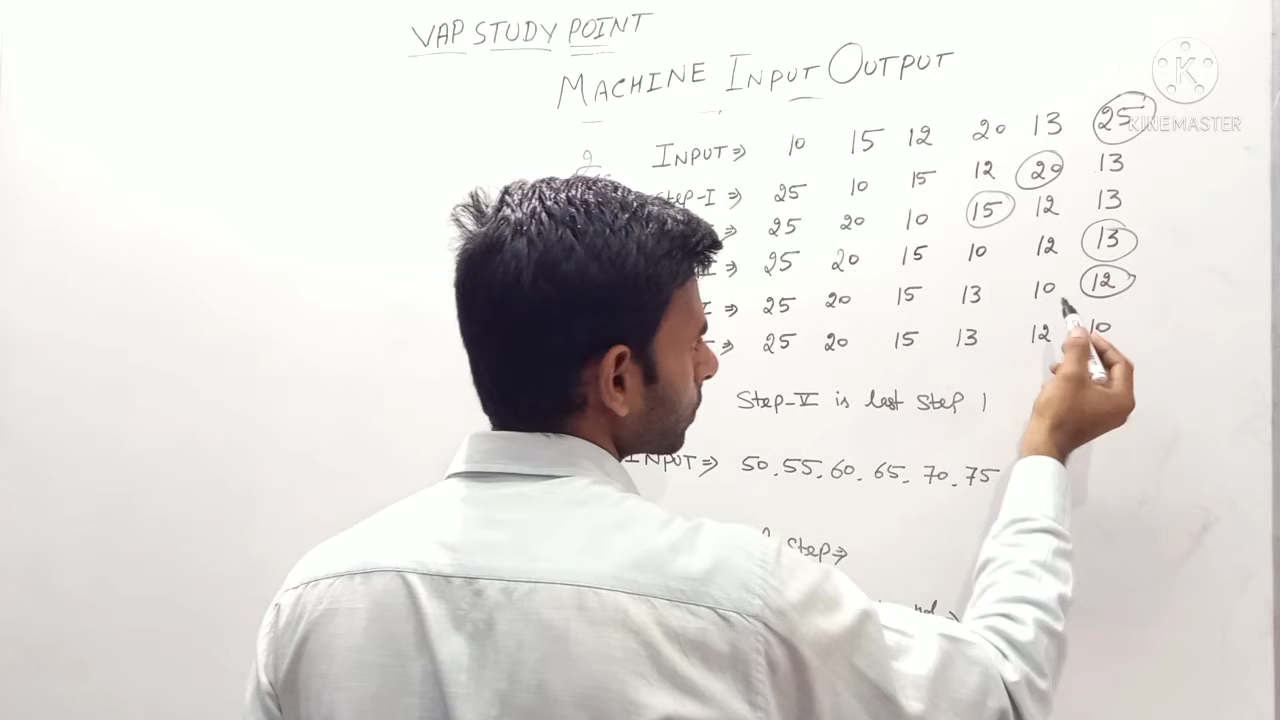 VAP STUDY POINT
MACHINE INPUT OUTPUT
KINEMASTER
INPUT ⇒ 10 15 12 20 13 25
Step-I ⇒ 25 10 15 12 20 13
⇒ 25 20 10 15 12 13
⇒ 25 20 15 10 12 13
⇒ 25 20 15 13 10 12
⇒ 25 20 15 13 12 10
Step-V is last step
INPUT ⇒ 50.55.60.65.70.75
Step ⇒